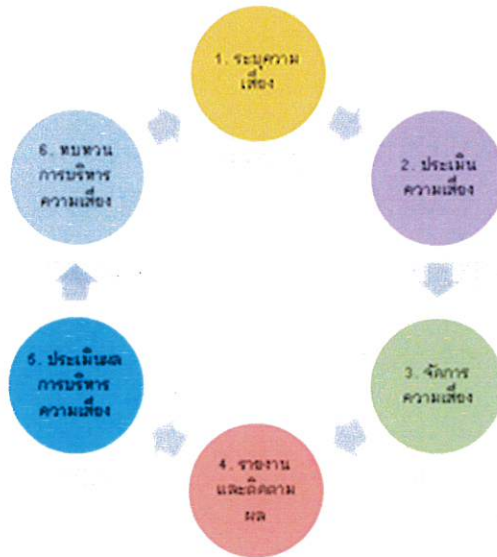 1. ระบุความ
เสี่ยง
2. ประเมิน
ความเสี่ยง
3. จัดการ
ความเสี่ยง
4. รายงาน
และติดตาม
ผล
5. ประเมินผล
การบริหาร
ความเสี่ยง
6. ทบทวน
การบริหาร
ความเสี่ยง